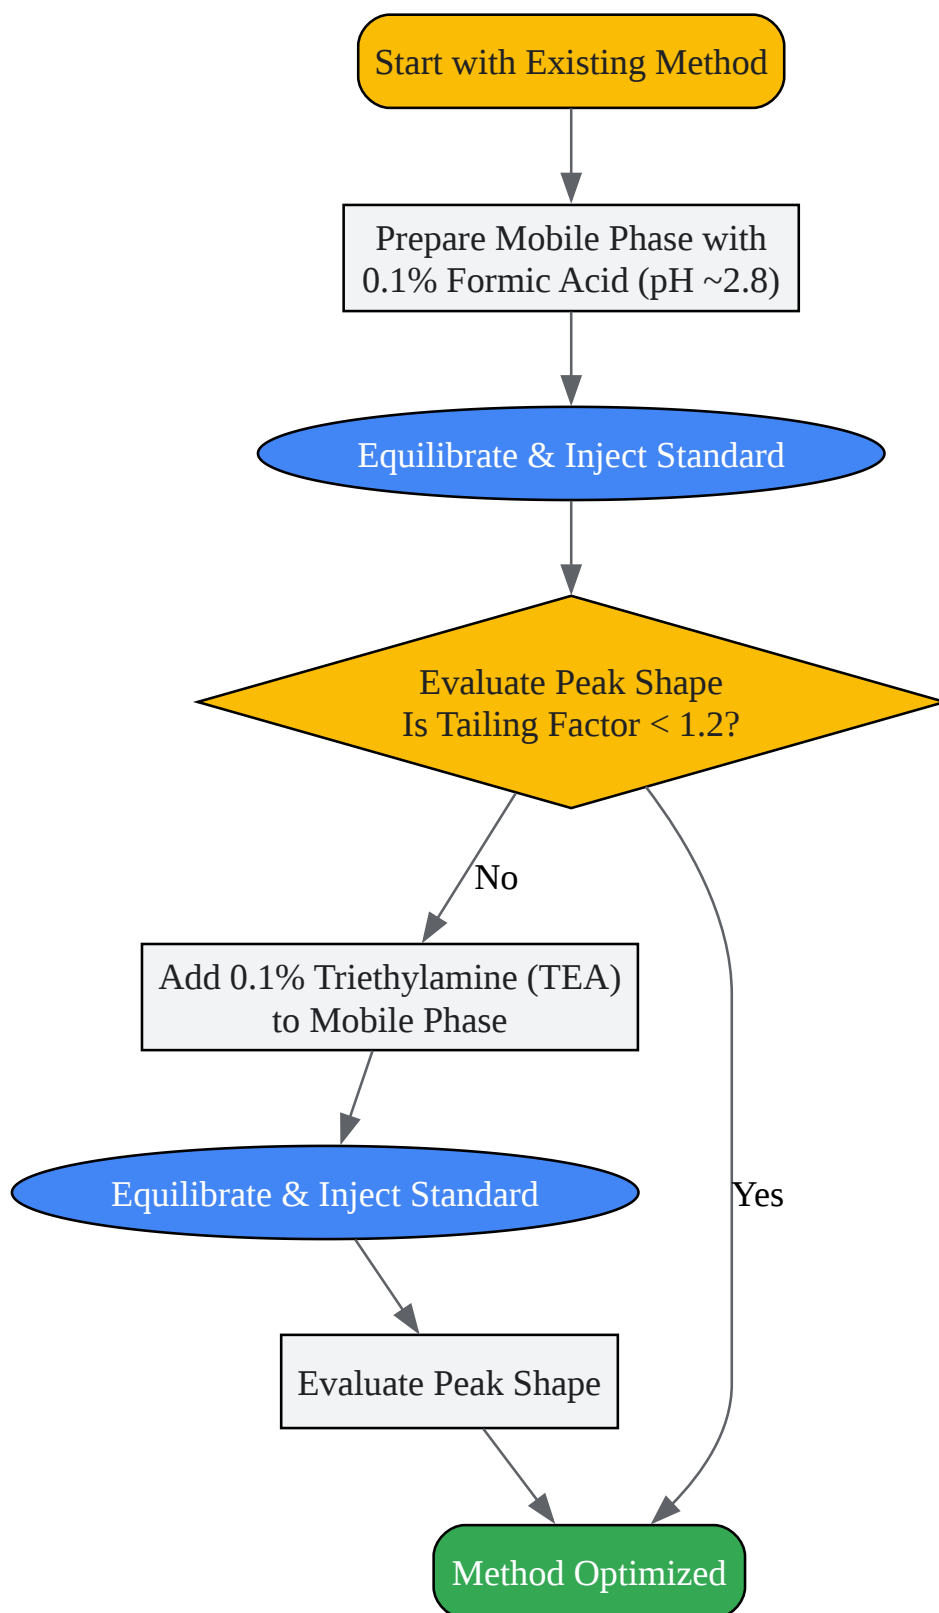 Start with Existing Method
Prepare Mobile Phase with
0.1% Formic Acid (pH ~2.8)
Equilibrate & Inject Standard
Evaluate Peak Shape
Is Tailing Factor < 1.2?
No
Add 0.1% Triethylamine (TEA)
to Mobile Phase
Equilibrate & Inject Standard
Yes
Evaluate Peak Shape
Method Optimized